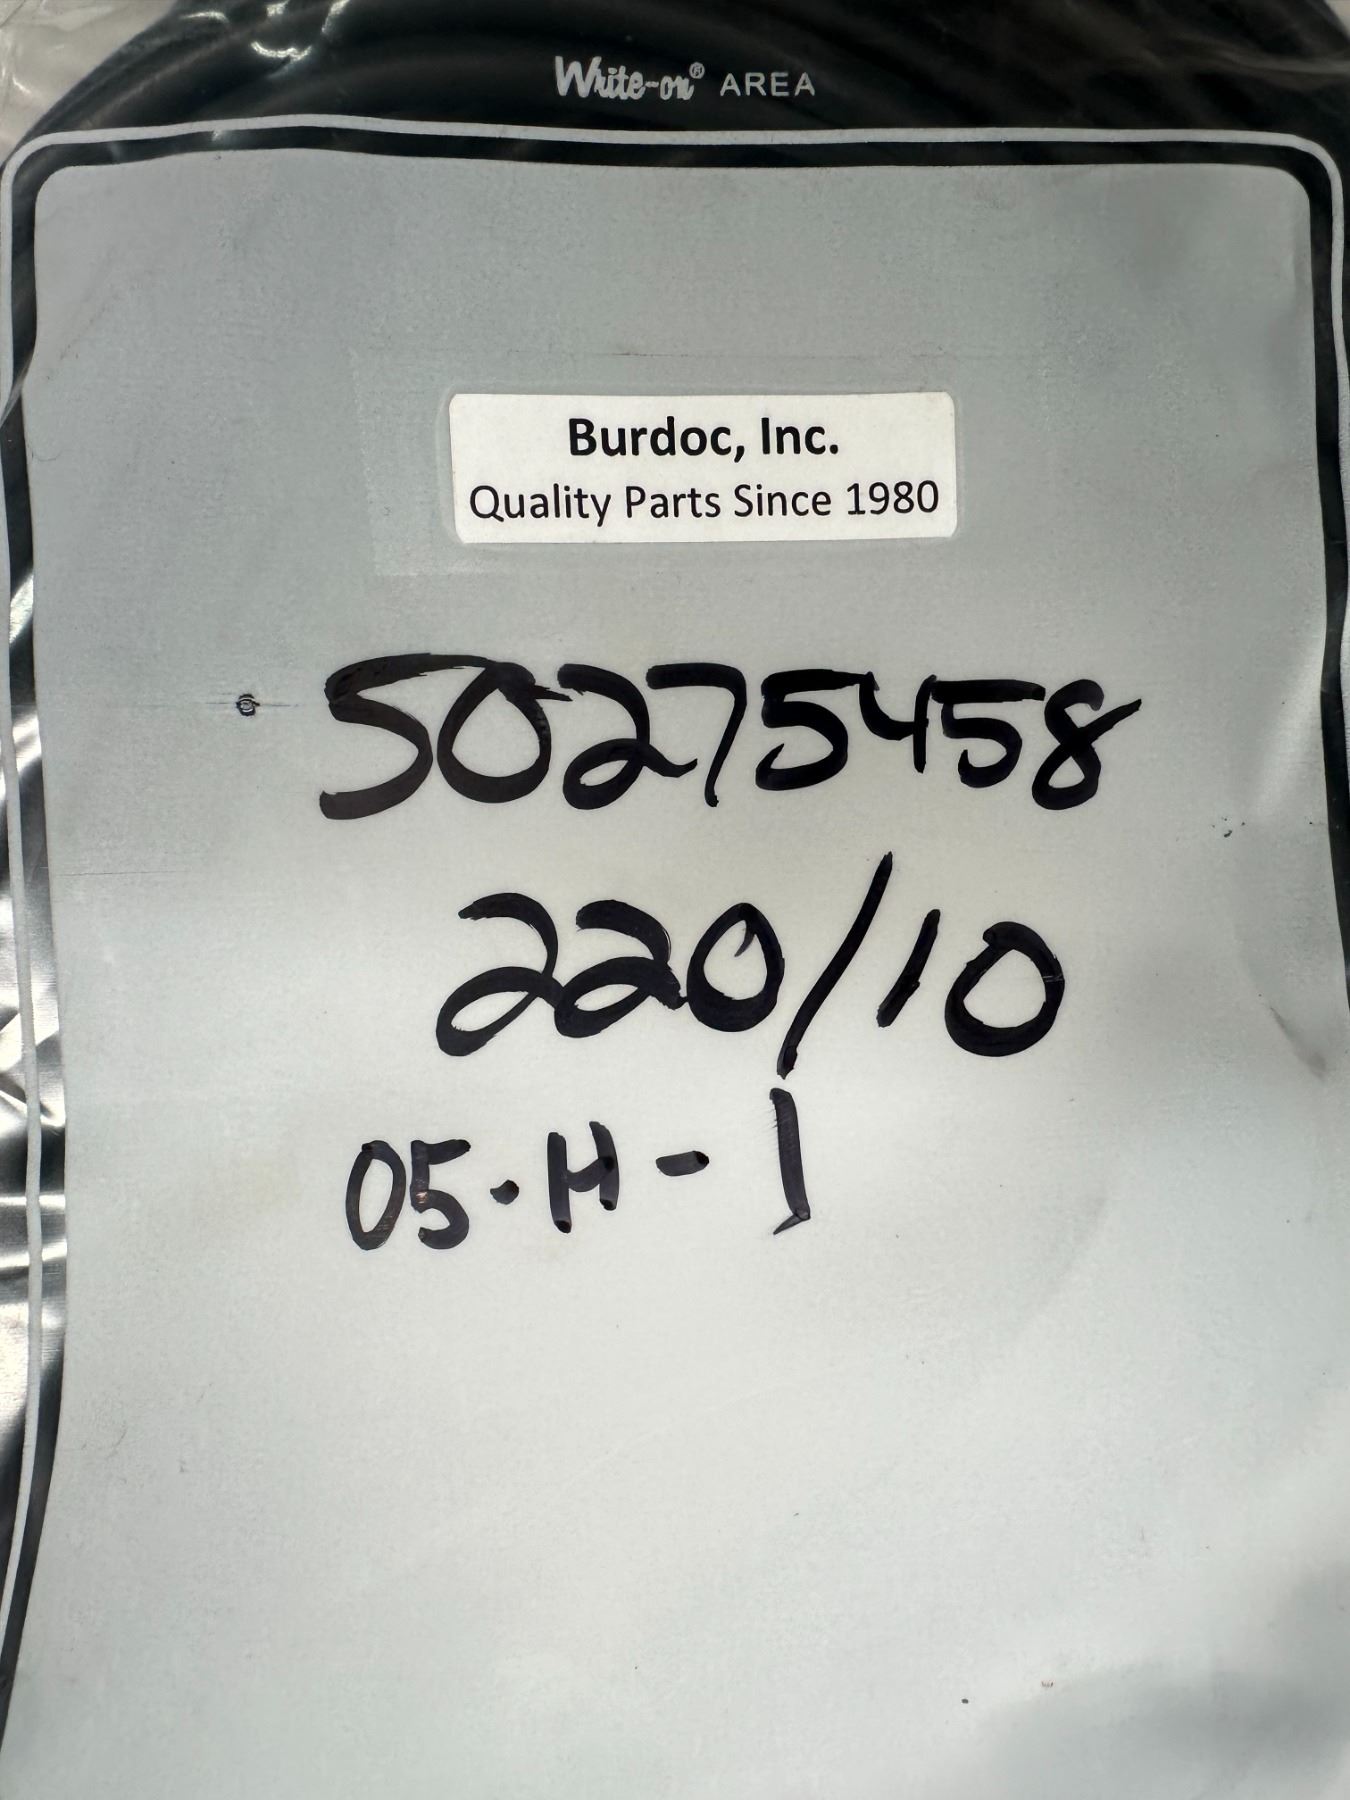 Write-on® AREA
Burdoc, Inc.
Quality Parts Since 1980
50275458
220/10
05-H-1